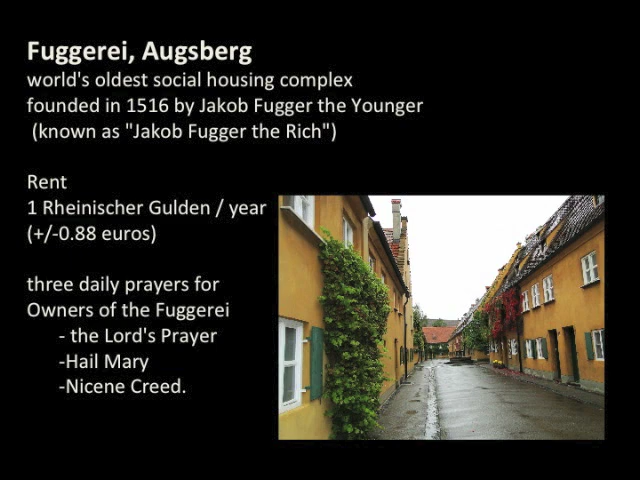 Fuggerei, Augsberg
world's oldest social housing complex
founded in 1516 by Jakob Fugger the Younger
(known as "Jakob Fugger the Rich")
Rent
1 Rheinischer Gulden / year
(+/-0.88 euros)
three daily prayers for
Owners of the Fuggerei
- the Lord's Prayer
-Hail Mary
-Nicene Creed.